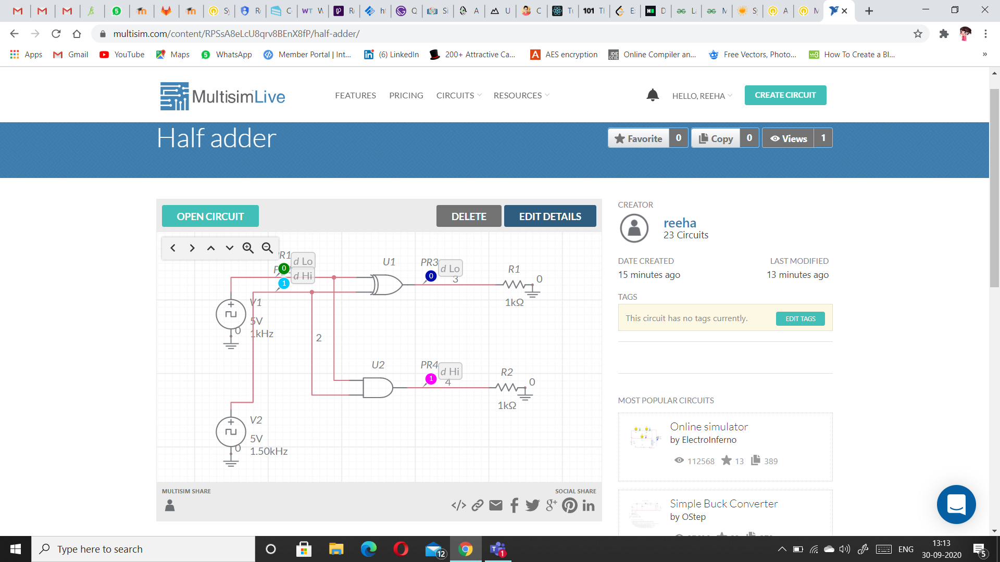 multisim.com/content/RPSsA8eLcU8qrv8BEnX8fP/half-adder/
Apps
Gmail
YouTube
Maps
WhatsApp
Member Portal | Int...
(6) LinkedIn
200+ Attractive Ca...
AES encryption
Online Compiler an...
Free Vectors, Photo...
How To Create a Bl...
»
MultisimLive
FEATURES
PRICING
CIRCUITS
RESOURCES
HELLO, REEHA
CREATE CIRCUIT
Half adder
Favorite 0
Copy 0
Views 1
OPEN CIRCUIT
DELETE
EDIT DETAILS
PR1
d Lo
0
d Hi
1
U1
PR3
d Lo
0
3
R1
0
1kΩ
V1
5V
1kHz
0
2
U2
PR4
d Hi
1
4
R2
0
1kΩ
V2
5V
1.50kHz
0
MULTISIM SHARE
SOCIAL SHARE
CREATOR
reeha
23 Circuits
DATE CREATED
LAST MODIFIED
15 minutes ago
13 minutes ago
TAGS
This circuit has no tags currently.
EDIT TAGS
MOST POPULAR CIRCUITS
Online simulator
by ElectroInferno
112568 13 389
Simple Buck Converter
by OStep
Type here to search
12
1
ENG
13:13
30-09-2020
5